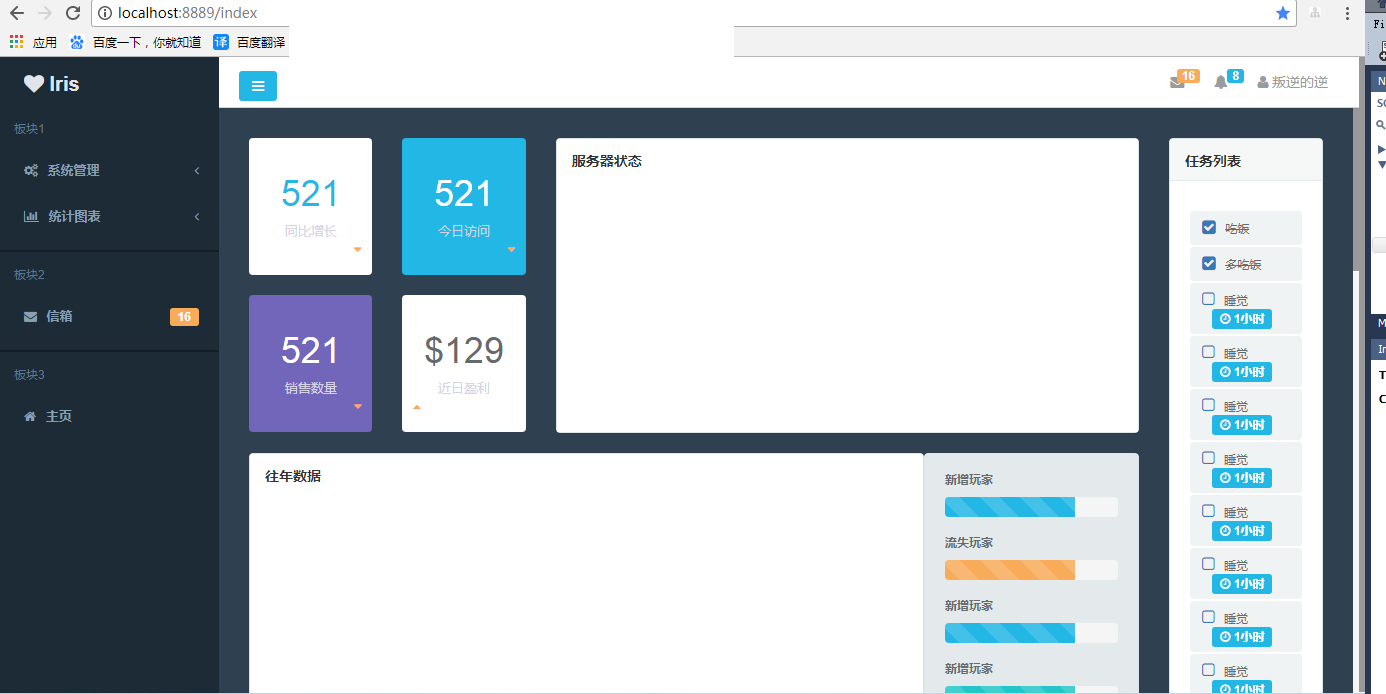 localhost:8889/index
应用 百度一下，你就知道 译 百度翻译
Fi
Iris
16
8
叛逆的逆
板块1
系统管理
统计图表
板块2
信箱 16
板块3
主页
521
同比增长
521
今日访问
521
销售数量
$129
近日盈利
服务器状态
往年数据
新增玩家
流失玩家
新增玩家
新增玩家
任务列表
吃饭
多吃饭
睡觉
1小时
睡觉
1小时
睡觉
1小时
睡觉
1小时
睡觉
1小时
睡觉
1小时
睡觉
1小时
睡觉
1小时
N
M
T
C